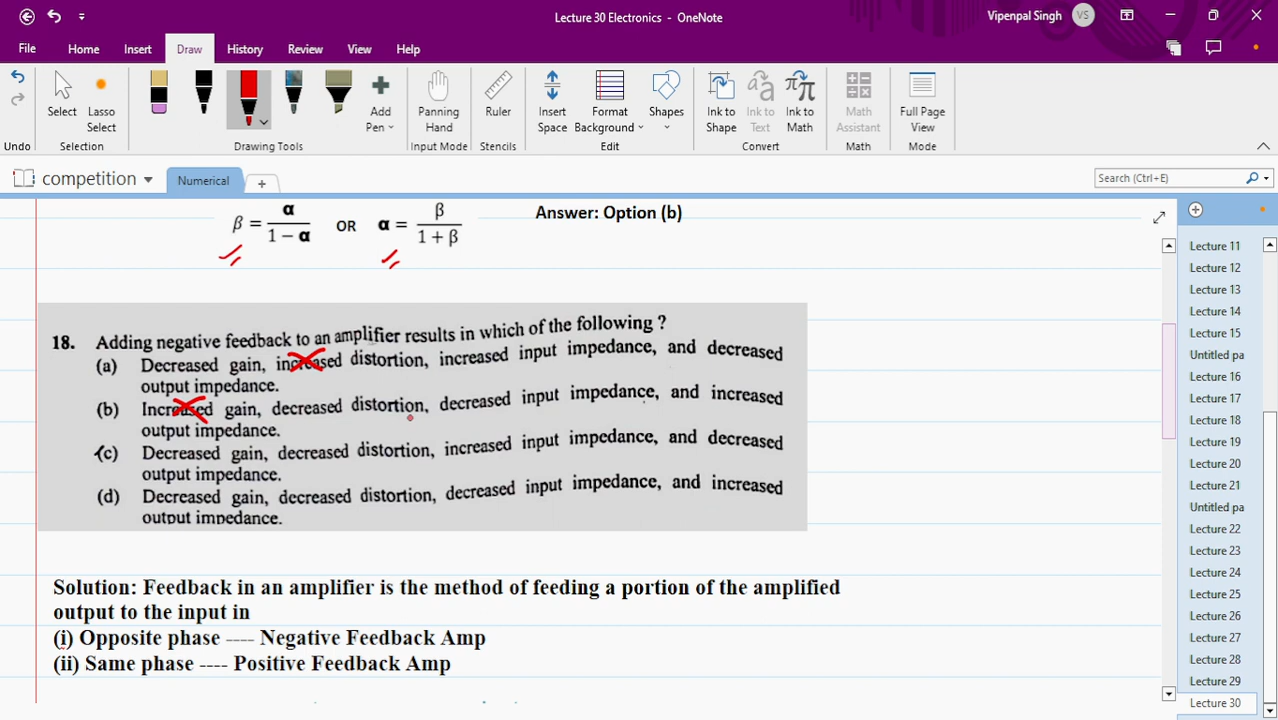 Lecture 30 Electronics - OneNote
Vipenpal Singh VS
File Home Insert Draw History Review View Help
Select Lasso Select Add Pen Panning Hand Ruler Insert Space Format Background Shapes Ink to Shape Ink to Text Ink to Math Math Assistant Full Page View
Undo Selection Drawing Tools Input Mode Stencils Edit Convert Math Mode
competition Numerical + Search (Ctrl+E)
β = α / 1 − α OR α = β / 1 + β Answer: Option (b)
18. Adding negative feedback to an amplifier results in which of the following ?
(a) Decreased gain, increased distortion, increased input impedance, and decreased
output impedance.
(b) Increased gain, decreased distortion, decreased input impedance, and increased
output impedance.
(c) Decreased gain, decreased distortion, increased input impedance, and decreased
output impedance.
(d) Decreased gain, decreased distortion, decreased input impedance, and increased
output impedance.
Solution: Feedback in an amplifier is the method of feeding a portion of the amplified
output to the input in
(i) Opposite phase ---- Negative Feedback Amp
(ii) Same phase ---- Positive Feedback Amp
Lecture 11
Lecture 12
Lecture 13
Lecture 14
Lecture 15
Untitled pa
Lecture 16
Lecture 17
Lecture 18
Lecture 19
Lecture 20
Lecture 21
Untitled pa
Lecture 22
Lecture 23
Lecture 24
Lecture 25
Lecture 26
Lecture 27
Lecture 28
Lecture 29
Lecture 30